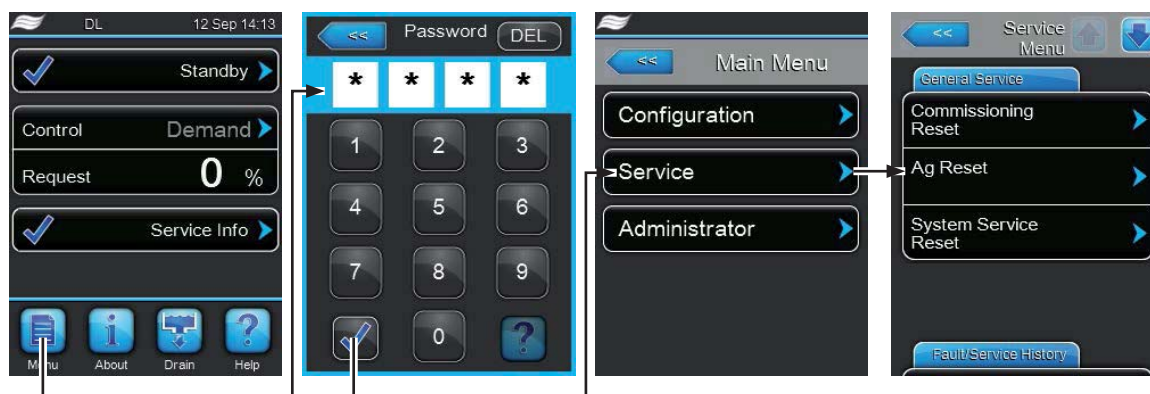 DL 12 Sep 14:13
Standby
Control Demand
Request 0 %
Service Info
Menu About Drain Help
<< Password DEL
* * * *
1 2 3
4 5 6
7 8 9
0 ?
<< Main Menu
Configuration
Service
Administrator
<< Service
Menu
General Service
Commissioning
Reset
Ag Reset
System Service
Reset
Fault/Service History